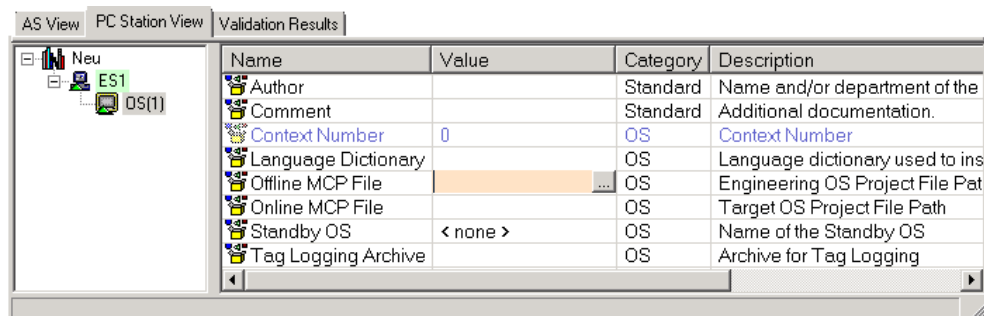 AS View PC Station View Validation Results
Neu
ES1
OS(1)
Name Value Category Description
Author Standard Name and/or department of the
Comment Standard Additional documentation.
Context Number 0 OS Context Number
Language Dictionary OS Language dictionary used to ins
Offline MCP File ... OS Engineering OS Project File Pat
Online MCP File OS Target OS Project File Path
Standby OS < none > OS Name of the Standby OS
Tag Logging Archive OS Archive for Tag Logging